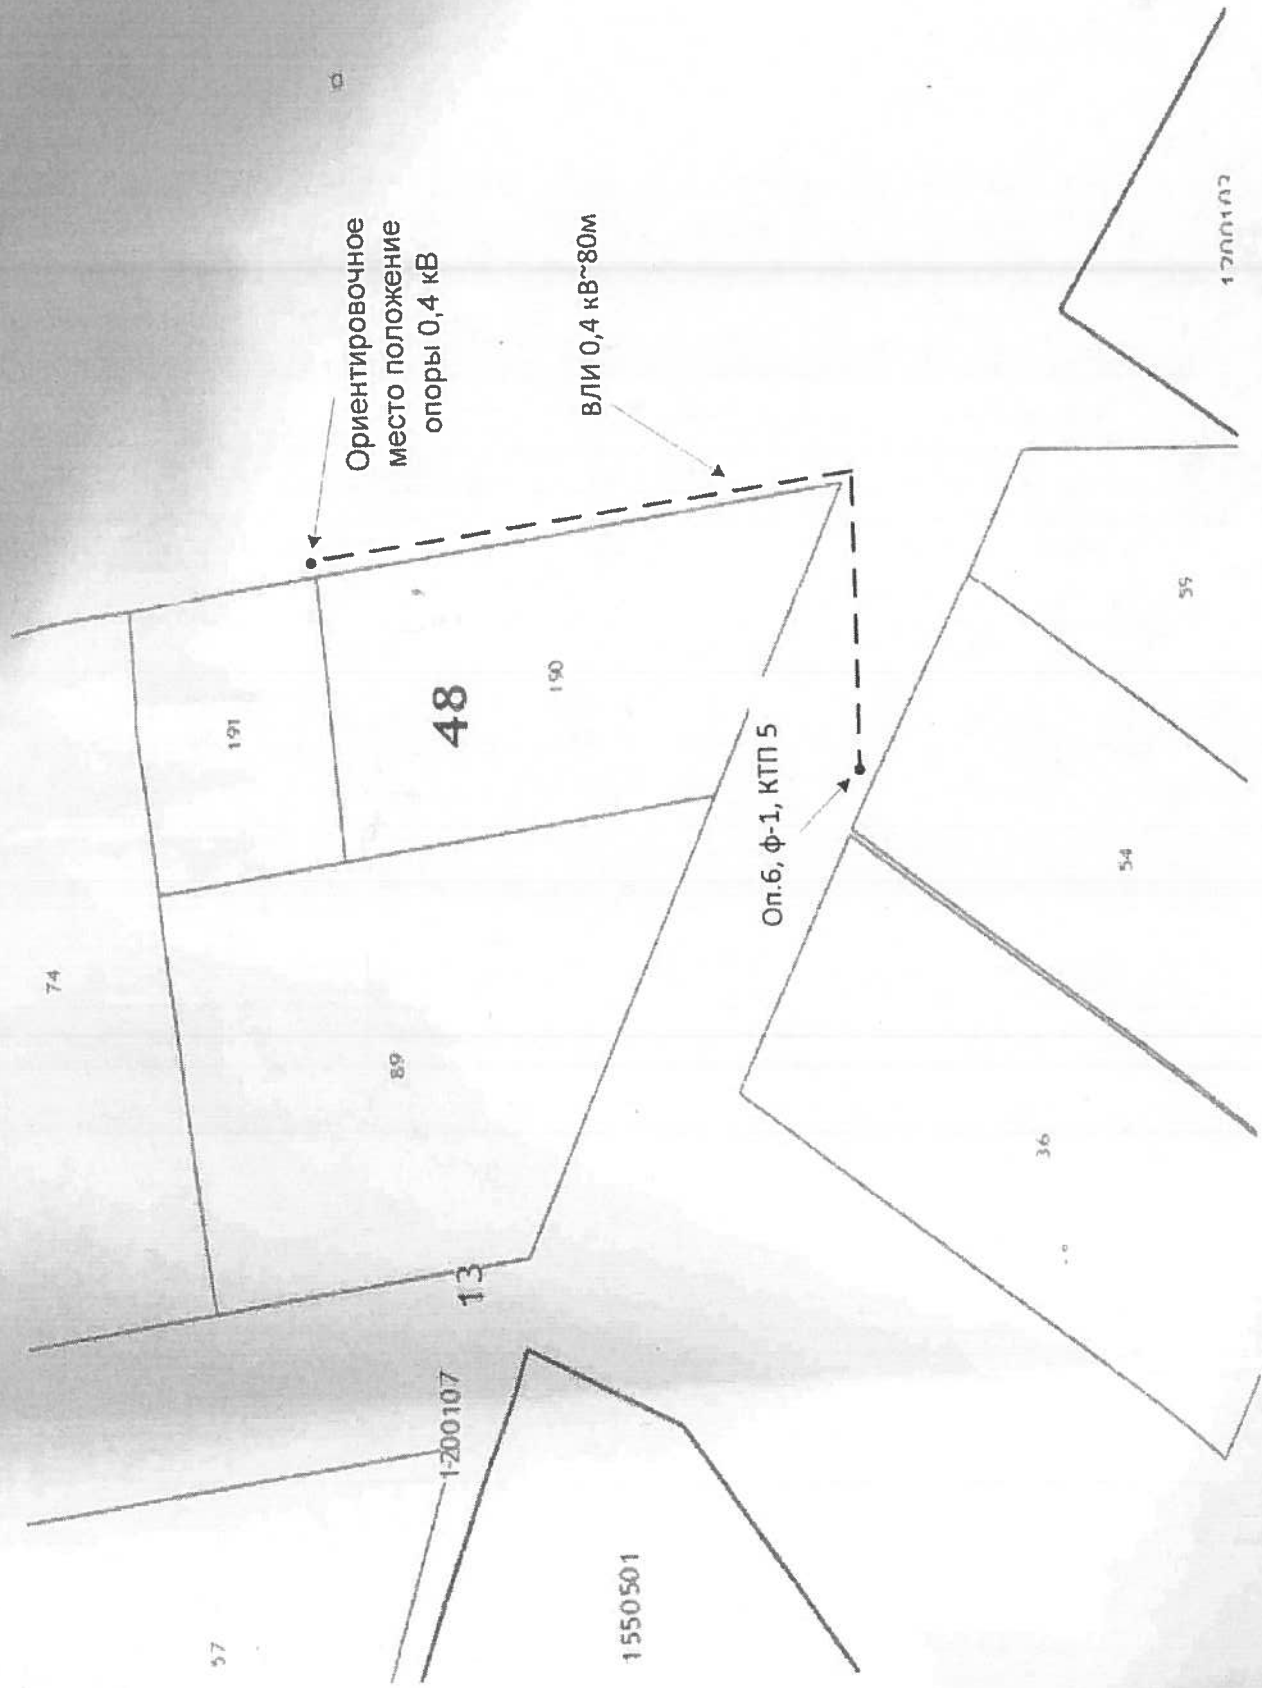 Ориентировочное
место положение
опоры 0,4 кВ
ВЛИ 0,4 кВ~80м
Оп.6, ф-1, КТП 5
74
191
48
190
89
13
1-200107
57
1550501
36
54
55